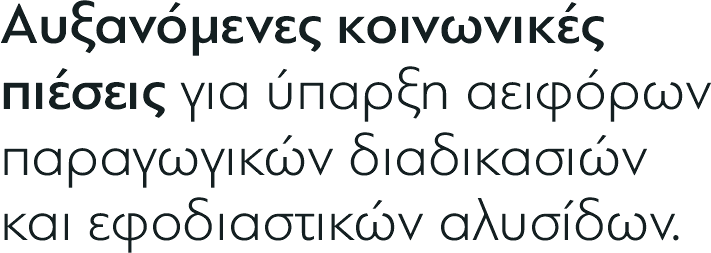 Αυξανόμενες κοινωνικές
πιέσεις για ύπαρξη αειφόρων
παραγωγικών διαδικασιών
και εφοδιαστικών αλυσίδων.